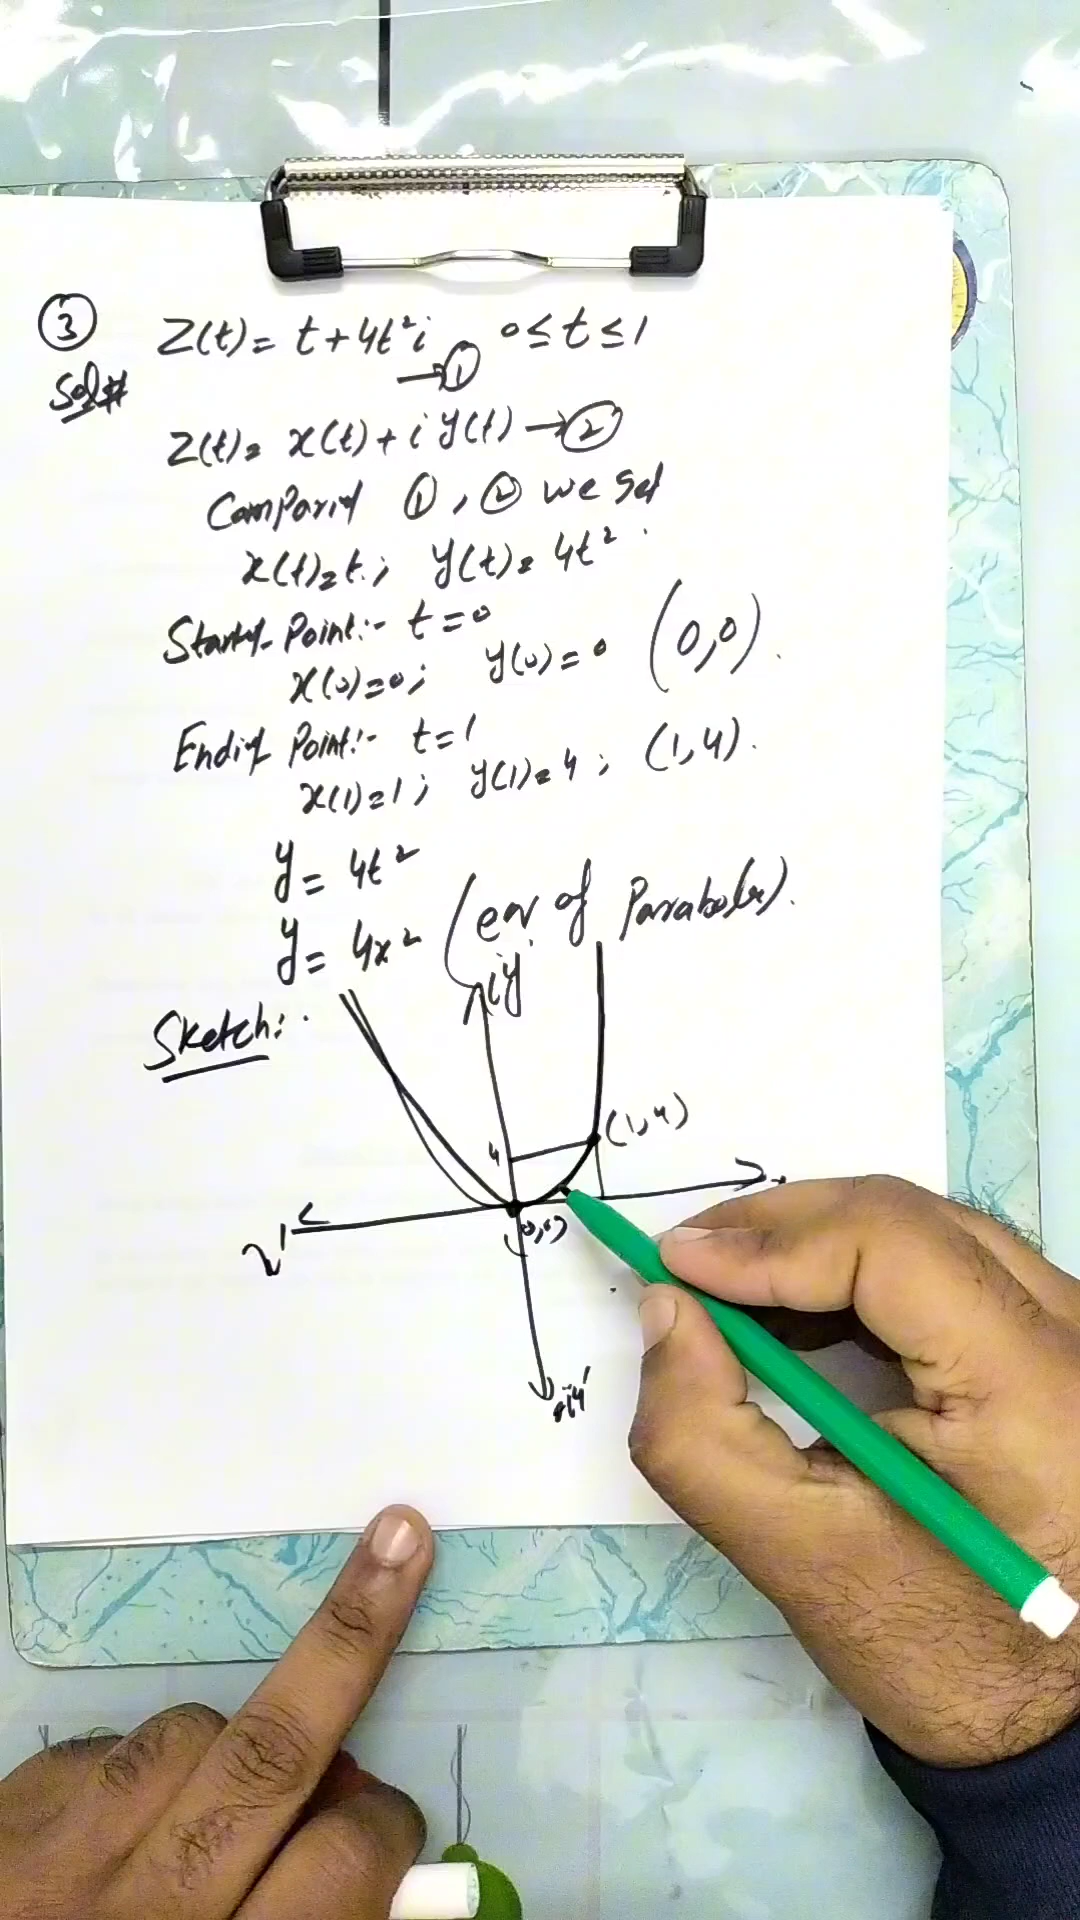 ③ Z(t) = t + 4t²i → ① 0 ≤ t ≤ 1
Sol#
Z(t) = x(t) + i y(t) → ②
Comparing ①, ② we get
x(t) = t ; y(t) = 4t².
Starting Point:- t = 0
x(0) = 0 ; y(0) = 0 (0,0).
Ending Point:- t = 1
x(1) = 1 ; y(1) = 4 ; (1,4).
y = 4t²
y = 4x² (eq of Parabola).
iy
Sketch:.
(1,4)
4
(0,0)
x'
-iy'